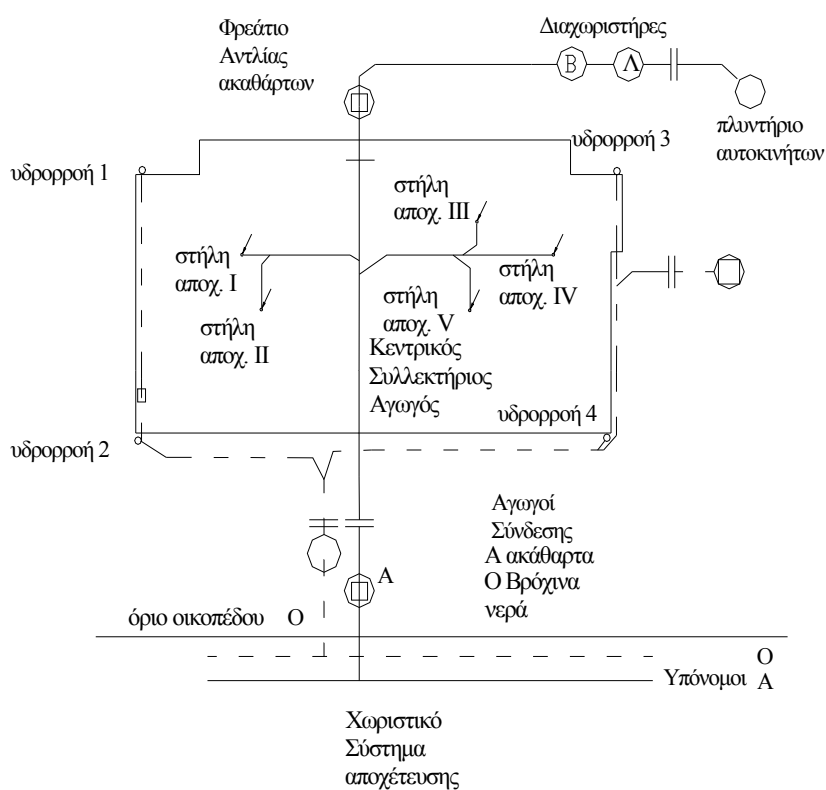 Φρεάτιο
Αντλίας
ακαθάρτων
Διαχωριστήρες
Β
Λ
πλυντήριο
αυτοκινήτων
υδρορροή 1
υδρορροή 3
στήλη
αποχ. III
στήλη
αποχ. I
στήλη
αποχ. IV
στήλη
αποχ. II
στήλη
αποχ. V
Κεντρικός
Συλλεκτήριος
Αγωγός
υδρορροή 4
υδρορροή 2
Αγωγοί
Σύνδεσης
Α ακάθαρτα
Ο Βρόχινα
νερά
Α
όριο οικοπέδου Ο
Ο
Υπόνομοι Α
Χωριστικό
Σύστημα
αποχέτευσης